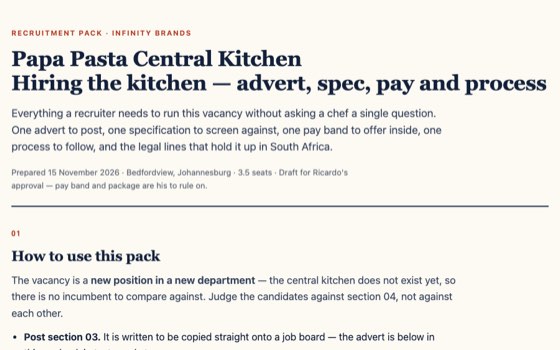 RECRUITMENT PACK · INFINITY BRANDS
Papa Pasta Central Kitchen
Hiring the kitchen — advert, spec, pay and process
Everything a recruiter needs to run this vacancy without asking a chef a single question.
One advert to post, one specification to screen against, one pay band to offer inside, one
process to follow, and the legal lines that hold it up in South Africa.
Prepared 15 November 2026 · Bedfordview, Johannesburg · 3.5 seats · Draft for Ricardo's
approval — pay band and package are his to rule on.
01
How to use this pack
The vacancy is a new position in a new department — the central kitchen does not exist yet, so
there is no incumbent to compare against. Judge the candidates against section 04, not against
each other.
• Post section 03. It is written to be copied straight onto a job board — the advert is below in